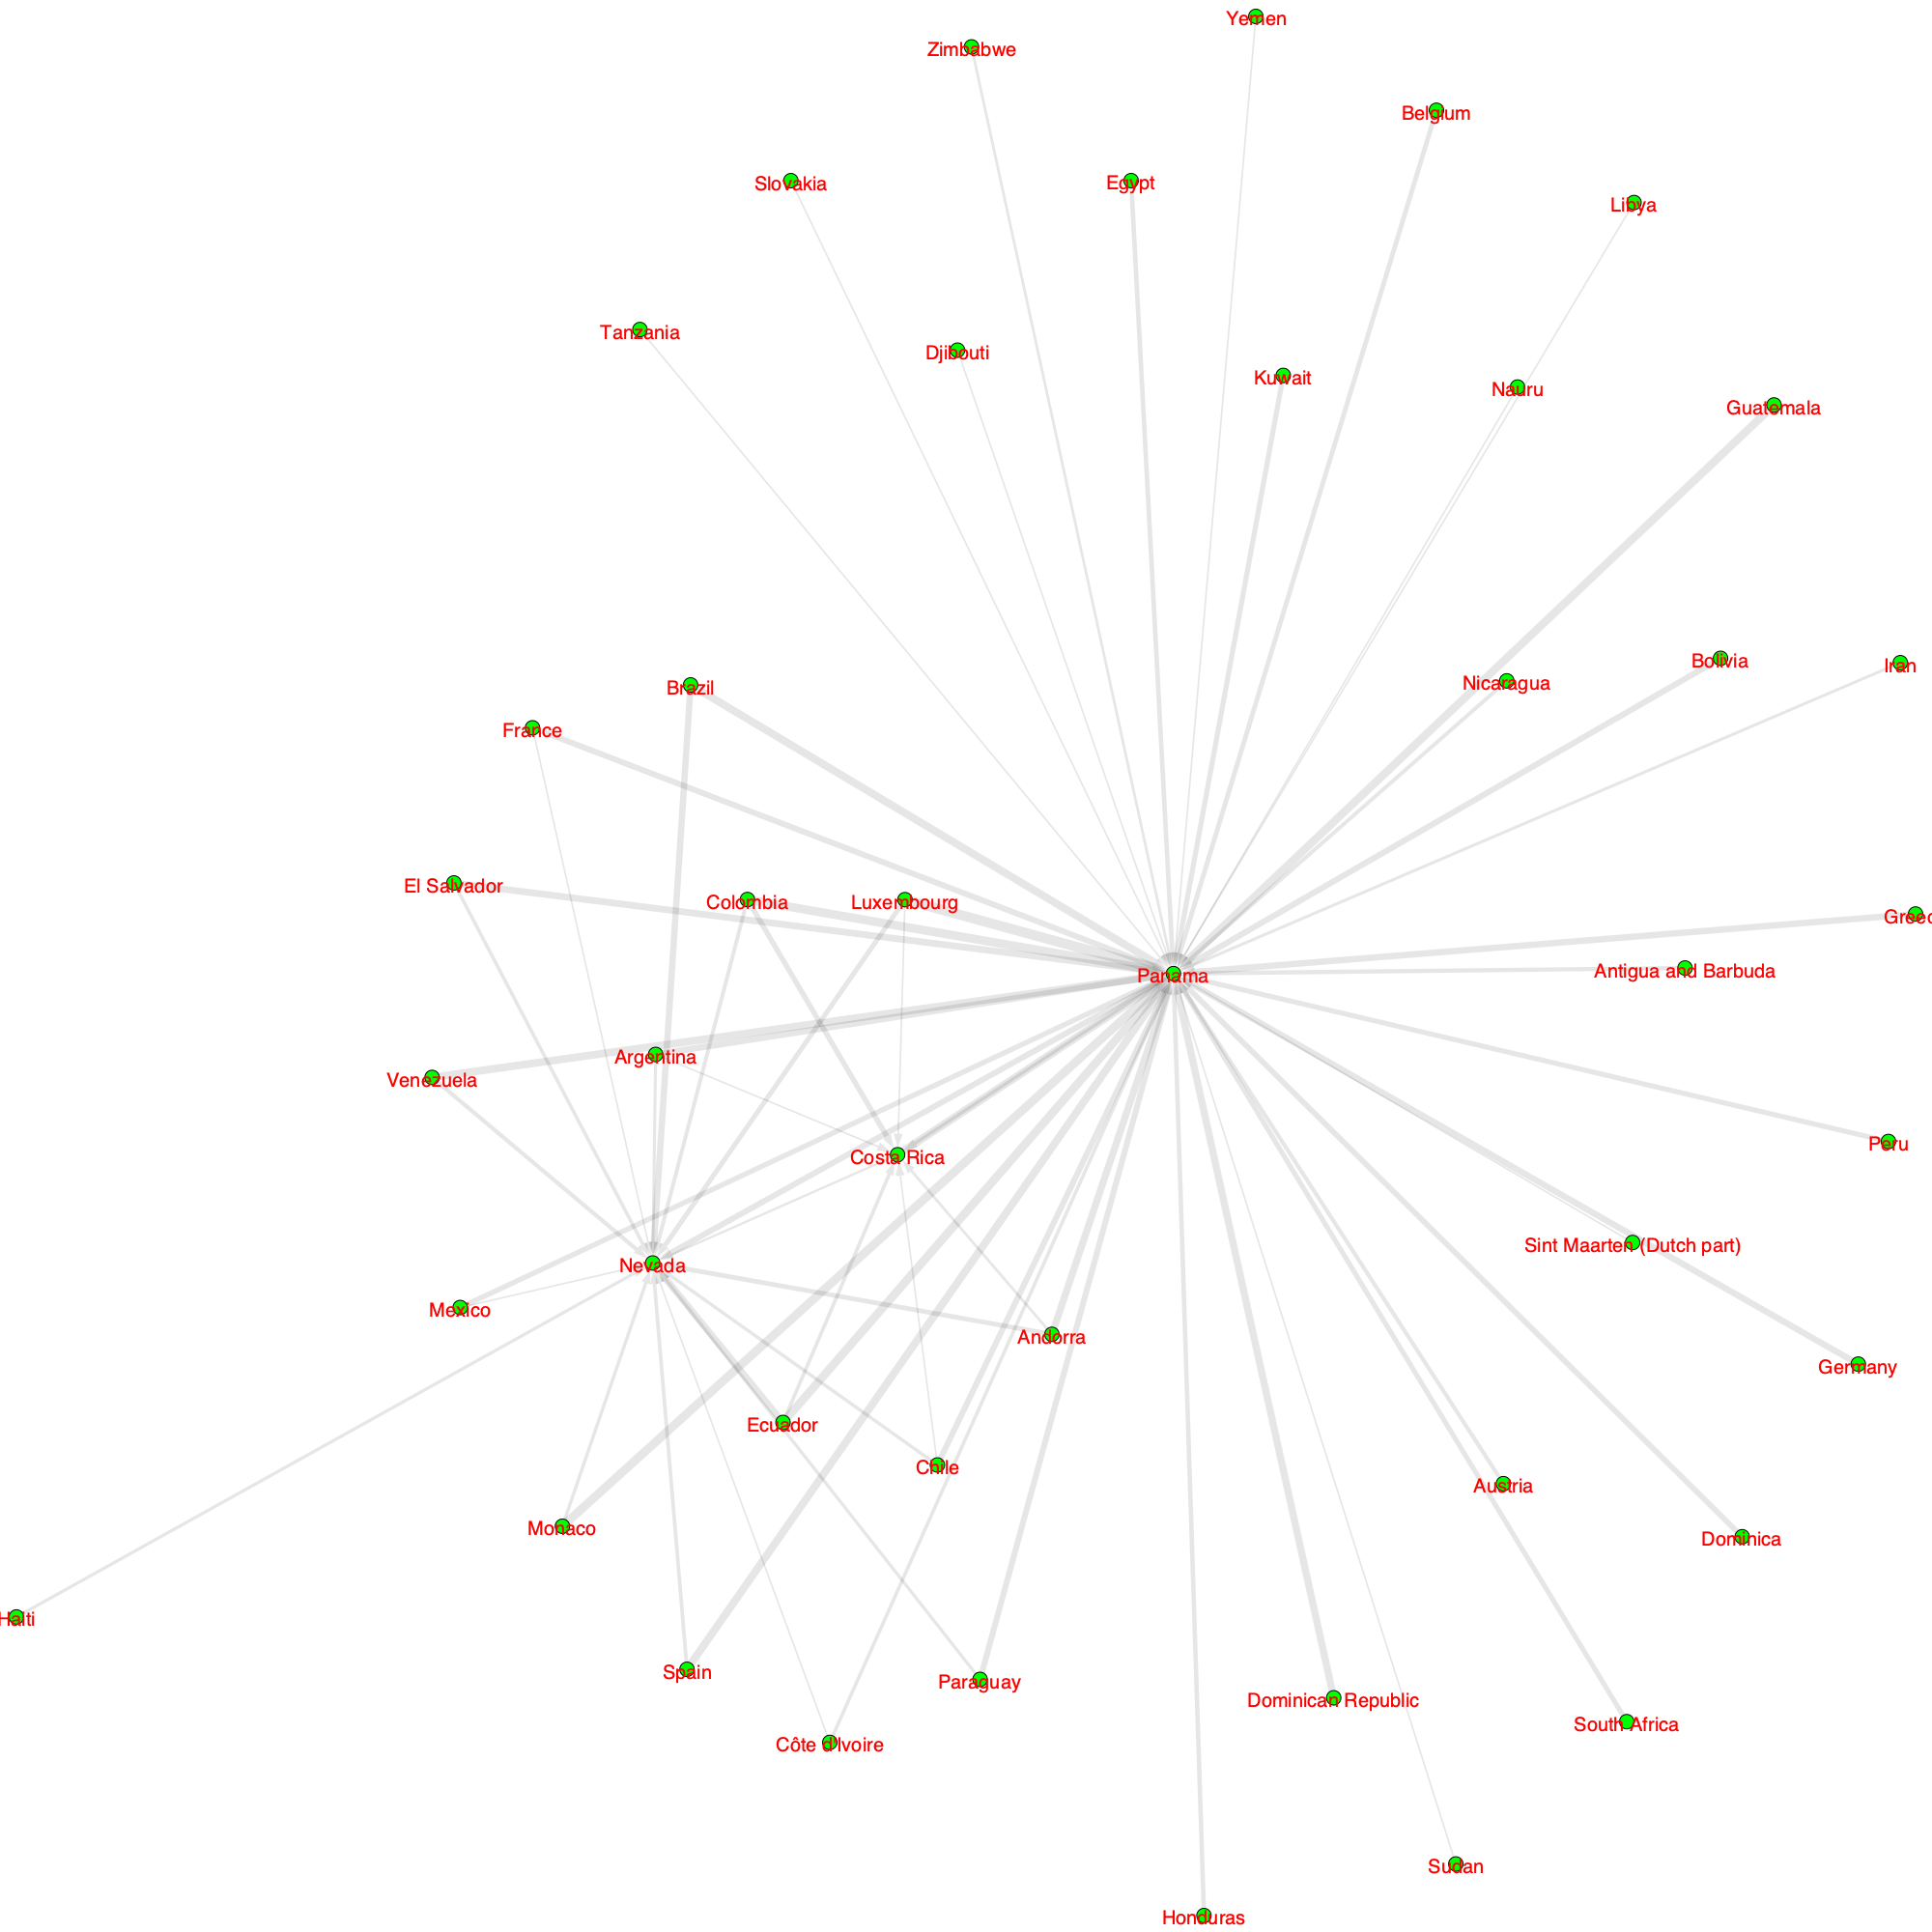 Yemen
Zimbabwe
Belgium
Slovakia
Egypt
Libya
Tanzania
Djibouti
Kuwait
Nauru
Guatemala
Brazil
Nicaragua
Bolivia
Iran
France
El Salvador
Colombia
Luxembourg
Greec
Panama
Antigua and Barbuda
Argentina
Venezuela
Costa Rica
Peru
Nevada
Sint Maarten (Dutch part)
Mexico
Andorra
Germany
Ecuador
Chile
Austria
Monaco
Dominica
Haiti
Spain
Paraguay
Dominican Republic
South Africa
Côte d'Ivoire
Sudan
Honduras